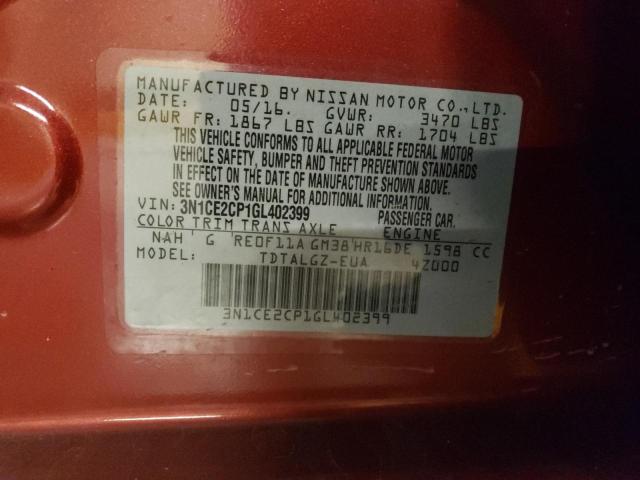 MANUFACTURED BY NISSAN MOTOR CO., LTD.
DATE: 05/16. GVWR: 3470 LBS
GAWR FR: 1867 LBS GAWR RR: 1704 LBS
THIS VEHICLE CONFORMS TO ALL APPLICABLE FEDERAL MOTOR
VEHICLE SAFETY, BUMPER AND THEFT PREVENTION STANDARDS
IN EFFECT ON THE DATE OF MANUFACTURE SHOWN ABOVE.
SEE OWNER'S MANUAL FOR ADDITIONAL INFORMATION.
VIN: 3N1CE2CP1GL402399 PASSENGER CAR.
COLOR TRIM TRANS AXLE ENGINE
NAH G RE0F11A GM38 HR16DE 1598 CC
MODEL: TDTALGZ-EUA 4Z000
3N1CE2CP1GL402399